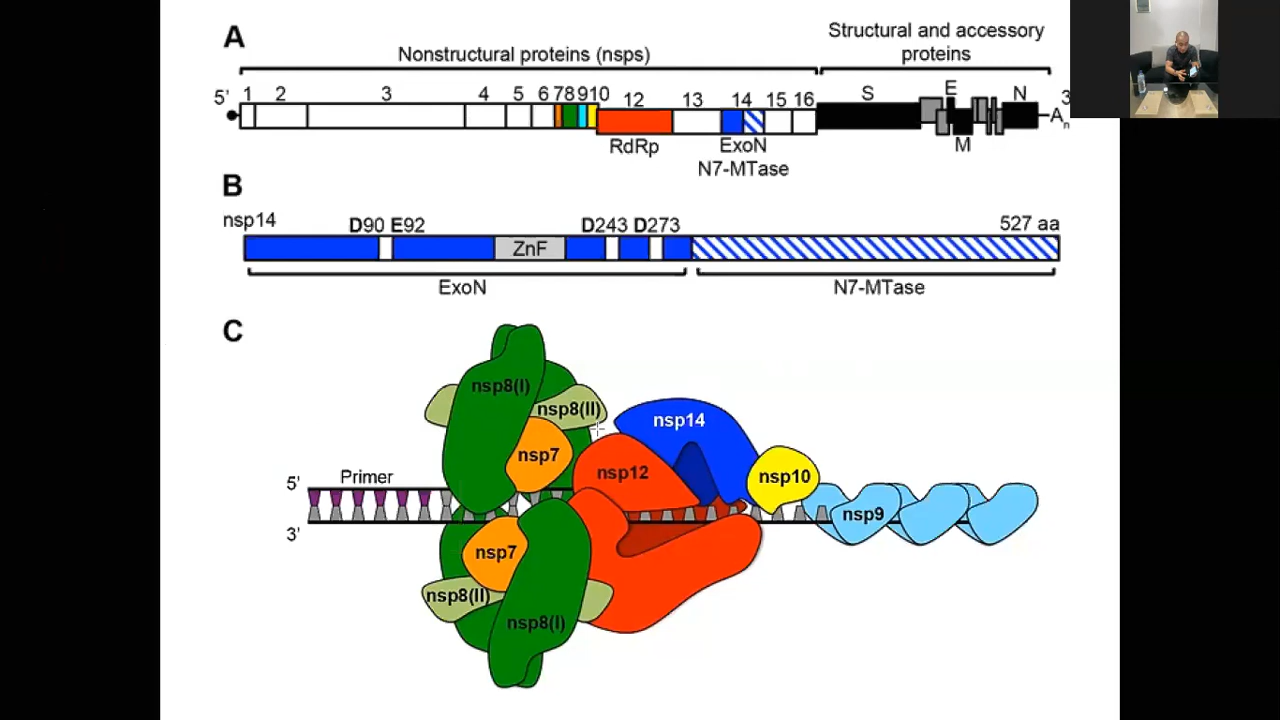 A
Nonstructural proteins (nsps)
Structural and accessory
proteins
5' 1 2 3 4 5 6 7 8 9 10 12 13 14 15 16 S E N 3
A n
RdRp ExoN M
N7-MTase
B
nsp14 D90 E92 D243 D273 527 aa
ZnF
ExoN N7-MTase
C
nsp8(I)
nsp8(II)
nsp14
nsp7
nsp12
nsp10
Primer
5'
nsp9
3'
nsp7
nsp8(II)
nsp8(I)